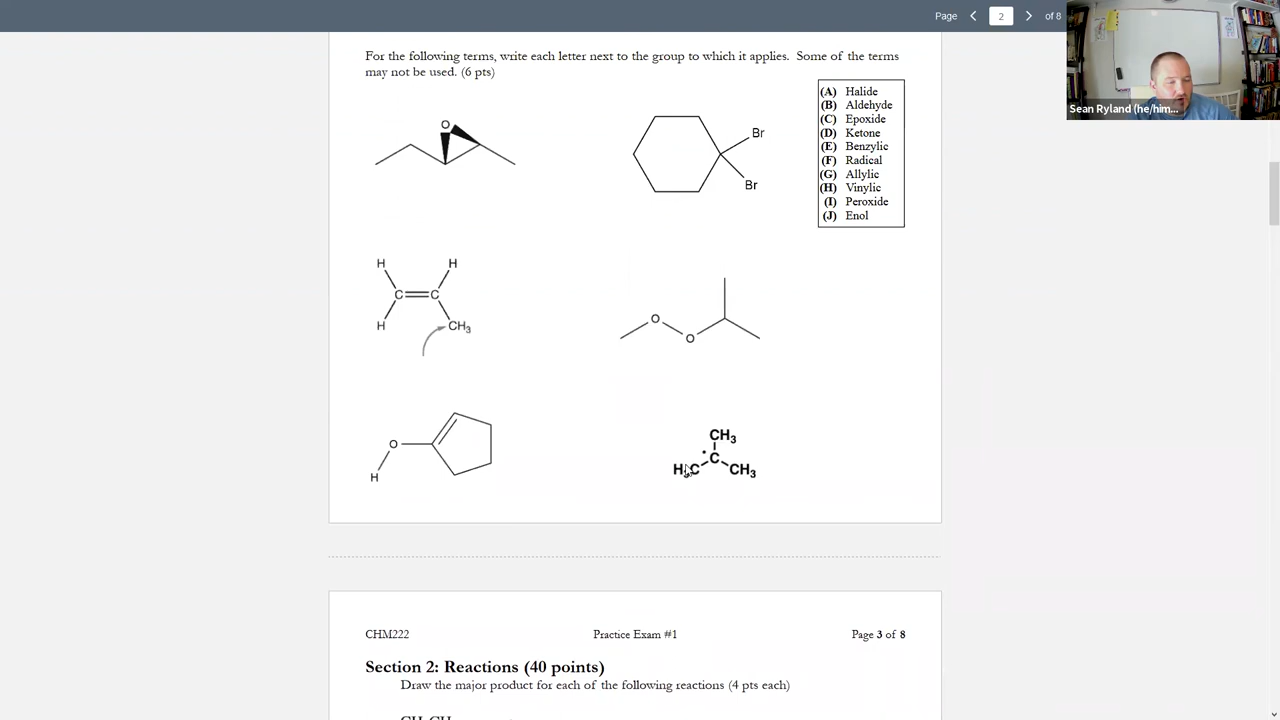 Page 2 of 8
Sean Ryland (he/him...
For the following terms, write each letter next to the group to which it applies. Some of the terms
may not be used. (6 pts)
(A) Halide
(B) Aldehyde
(C) Epoxide
(D) Ketone
(E) Benzylic
(F) Radical
(G) Allylic
(H) Vinylic
(I) Peroxide
(J) Enol
O
Br
Br
H H
C C
H CH3
O
O
O
H
CH3
C
H3C CH3
CHM222 Practice Exam #1 Page 3 of 8
Section 2: Reactions (40 points)
Draw the major product for each of the following reactions (4 pts each)